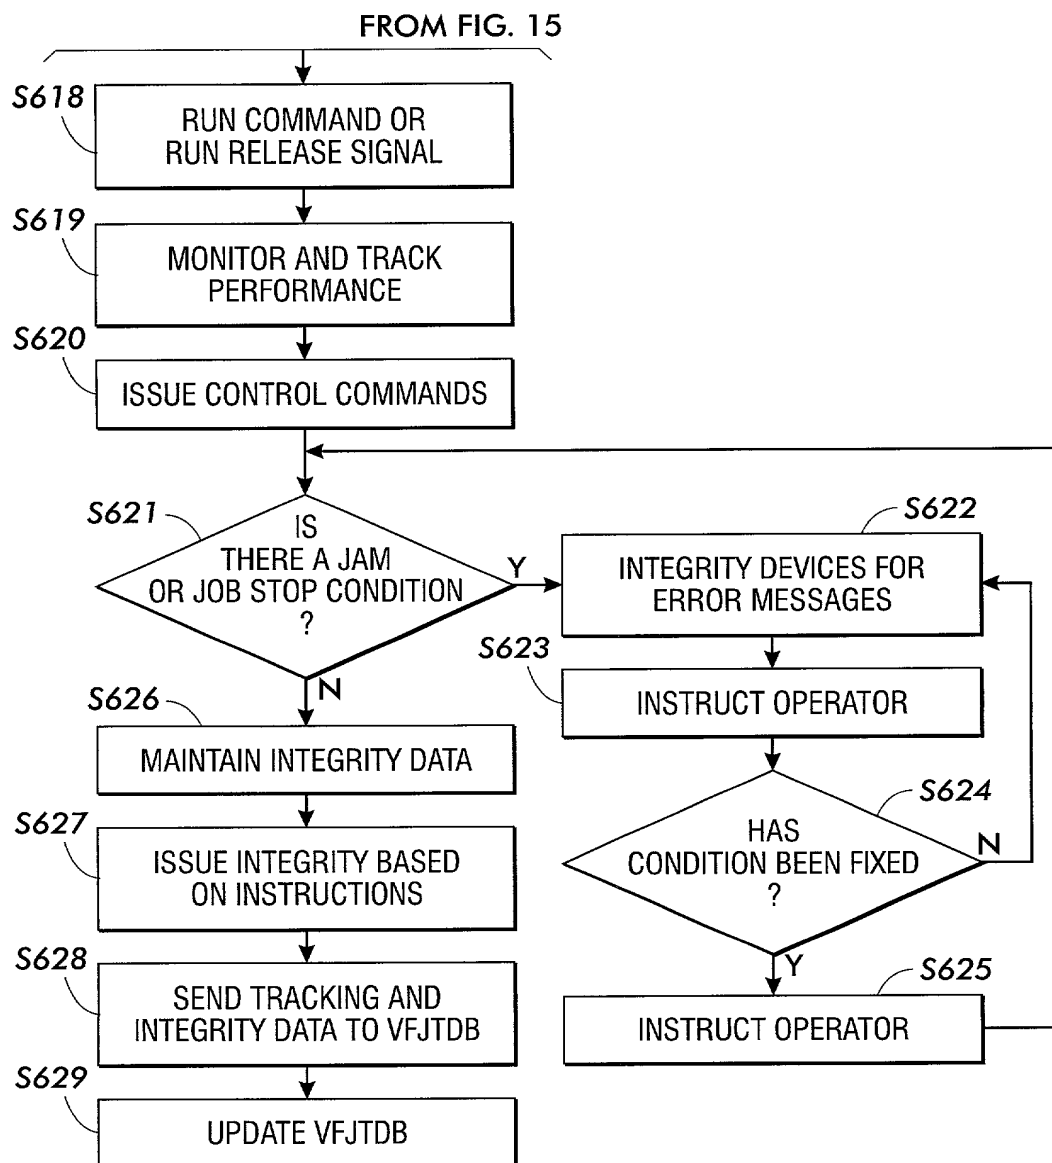 FROM FIG. 15
S618
RUN COMMAND OR
RUN RELEASE SIGNAL
S619
MONITOR AND TRACK
PERFORMANCE
S620
ISSUE CONTROL COMMANDS
S621
IS
THERE A JAM
OR JOB STOP CONDITION
?
Y
N
S622
INTEGRITY DEVICES FOR
ERROR MESSAGES
S623
INSTRUCT OPERATOR
S624
HAS
CONDITION BEEN FIXED
?
N
Y
S625
INSTRUCT OPERATOR
S626
MAINTAIN INTEGRITY DATA
S627
ISSUE INTEGRITY BASED
ON INSTRUCTIONS
S628
SEND TRACKING AND
INTEGRITY DATA TO VFJTDB
S629
UPDATE VFJTDB